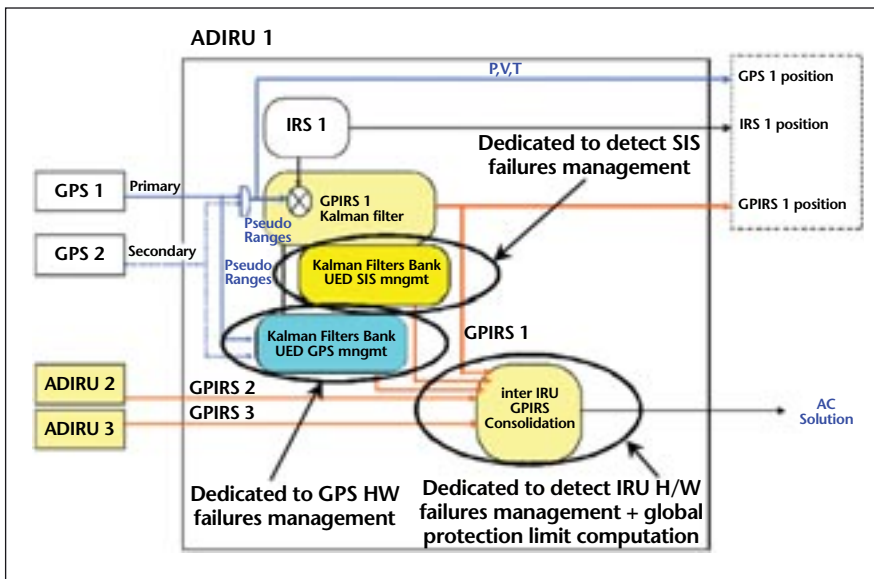 ADIRU 1
P,V,T
GPS 1 position
IRS 1
IRS 1 position
Dedicated to detect SIS
failures management
GPS 1
Primary
GPIRS 1
Kalman filter
GPIRS 1 position
Pseudo
Ranges
GPS 2
Secondary
Pseudo
Ranges
Kalman Filters Bank
UED SIS mngmt
Kalman Filters Bank
UED GPS mngmt
GPIRS 1
ADIRU 2
GPIRS 2
ADIRU 3
GPIRS 3
inter IRU
GPIRS
Consolidation
AC
Solution
Dedicated to GPS HW
failures management
Dedicated to detect IRU H/W
failures management + global
protection limit computation